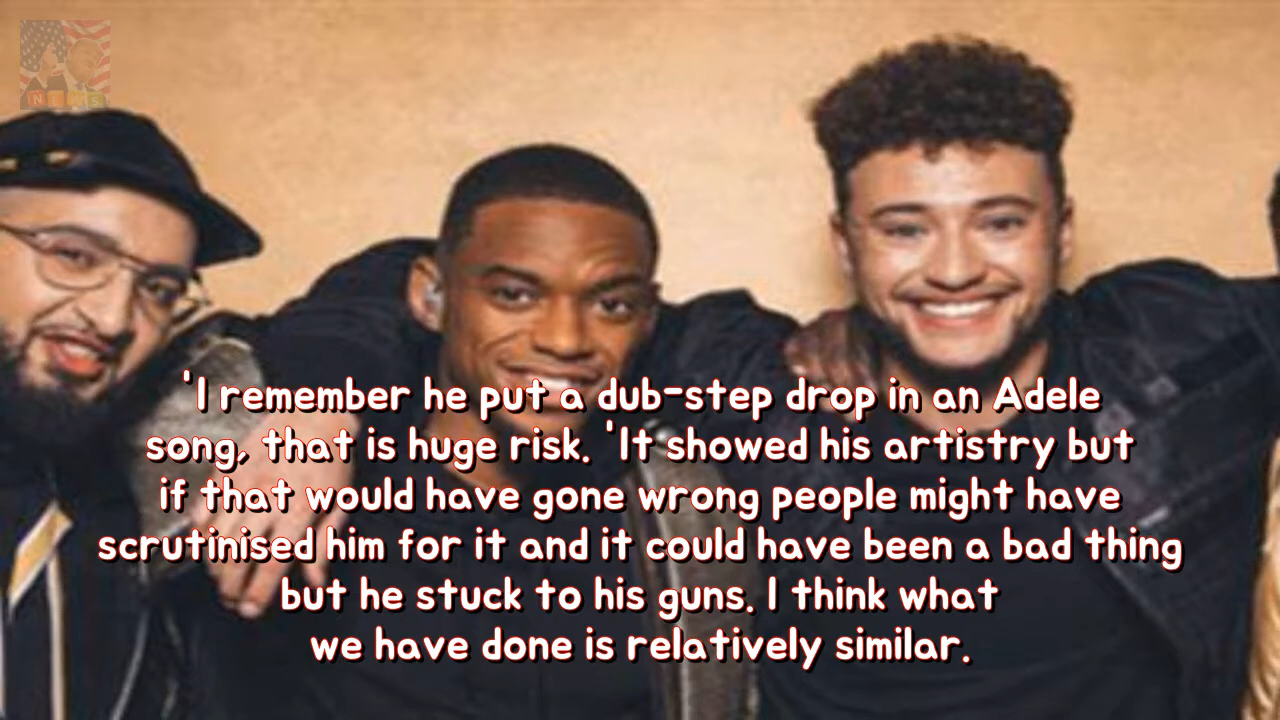 NEWS
'I remember he put a dub-step drop in an Adele
song, that is huge risk. 'It showed his artistry but
if that would have gone wrong people might have
scrutinised him for it and it could have been a bad thing
but he stuck to his guns. I think what
we have done is relatively similar.